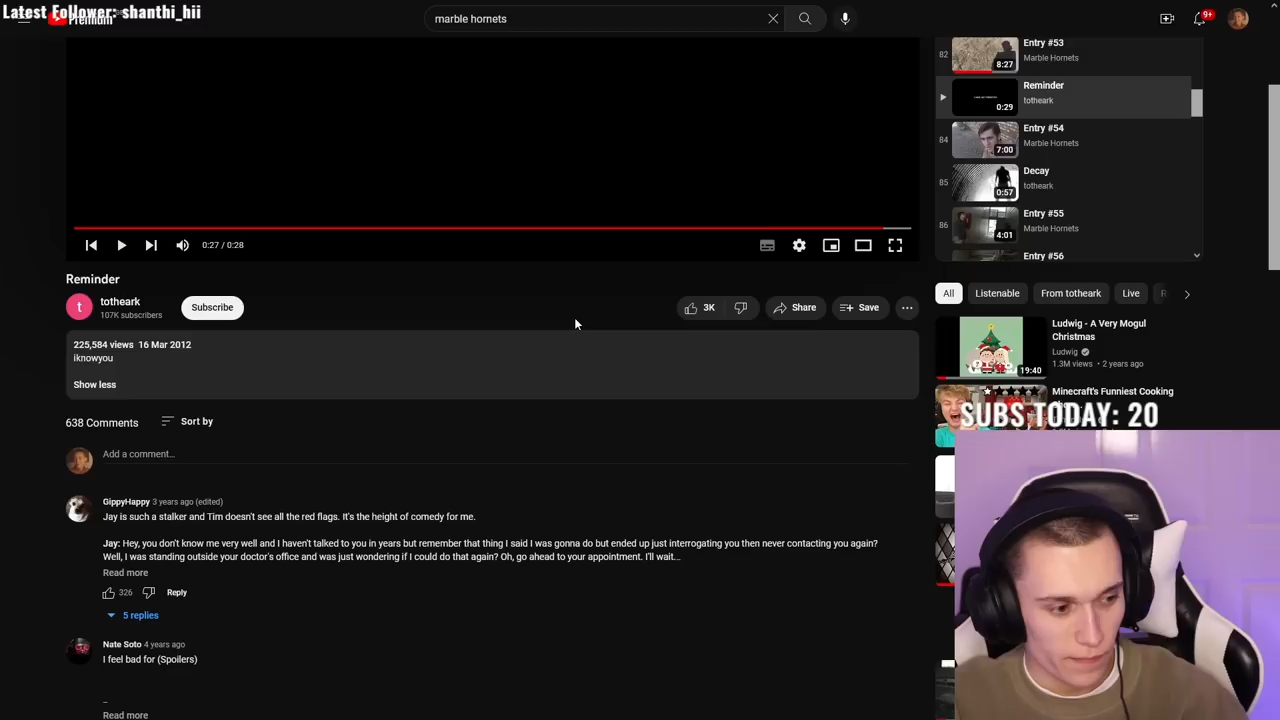 Latest Follower: shanthi_hii
Premium
marble hornets
9+
82
Entry #53
Marble Hornets
8:27
Reminder
totheark
0:29
84
Entry #54
Marble Hornets
7:00
85
Decay
totheark
0:57
86
Entry #55
Marble Hornets
4:01
Entry #56
0:27 / 0:28
Reminder
t
totheark
107K subscribers
Subscribe
3K
Share
Save
All
Listenable
From totheark
Live
225,584 views 16 Mar 2012
iknowyou
Show less
Ludwig - A Very Mogul
Christmas
Ludwig
1.3M views • 2 years ago
19:40
Minecraft's Funniest Cooking
SUBS TODAY: 20
638 Comments
Sort by
Add a comment...
GippyHappy 3 years ago (edited)
Jay is such a stalker and Tim doesn't see all the red flags. It's the height of comedy for me.
Jay: Hey, you don't know me very well and I haven't talked to you in years but remember that thing I said I was gonna do but ended up just interrogating you then never contacting you again?
Well, I was standing outside your doctor's office and was just wondering if I could do that again? Oh, go ahead to your appointment. I'll wait...
Read more
326
Reply
5 replies
Nate Soto 4 years ago
I feel bad for (Spoilers)
_
Read more